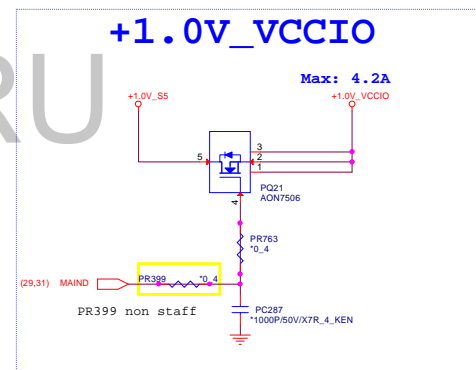 +1.0V_VCCIO
Max: 4.2A
+1.0V_S5
+1.0V_VCCIO
RU
5
3
2
1
PQ21
AON7506
4
PR763
*0_4
(29,31) MAIND
PR399 *0_4
PR399 non staff
PC287
*1000P/50V/X7R_4_KEN